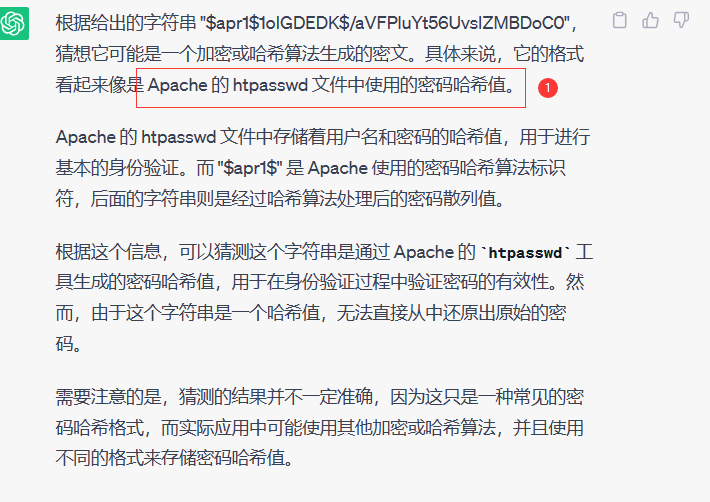 根据给出的字符串 "$apr1$1oIGDEDK$/aVFPluYt56UvsIZMBDoC0"，
猜想它可能是一个加密或哈希算法生成的密文。具体来说，它的格式
看起来像是 Apache 的 htpasswd 文件中使用的密码哈希值。 1
Apache 的 htpasswd 文件中存储着用户名和密码的哈希值，用于进行
基本的身份验证。而 "$apr1$" 是 Apache 使用的密码哈希算法标识
符，后面的字符串则是经过哈希算法处理后的密码散列值。
根据这个信息，可以猜测这个字符串是通过 Apache 的 `htpasswd` 工
具生成的密码哈希值，用于在身份验证过程中验证密码的有效性。然
而，由于这个字符串是一个哈希值，无法直接从中还原出原始的密
码。
需要注意的是，猜测的结果并不一定准确，因为这只是一种常见的密
码哈希格式，而实际应用中可能使用其他加密或哈希算法，并且使用
不同的格式来存储密码哈希值。